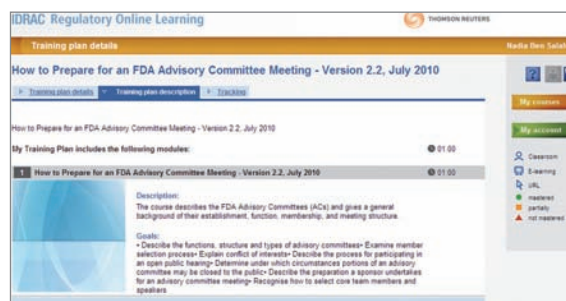 IDRAC Regulatory Online Learning
THOMSON REUTERS
Training plan details
Nadia Ben Salah
How to Prepare for an FDA Advisory Committee Meeting - Version 2.2, July 2010
Training plan details
Training plan description
Tracking
My courses
How to Prepare for an FDA Advisory Committee Meeting - Version 2.2, July 2010
My account
My Training Plan includes the following modules:
01:00
1 How to Prepare for an FDA Advisory Committee Meeting - Version 2.2, July 2010
01:00
Classroom
E-learning
URL
mastered
partially
not mastered
Description:
The course describes the FDA Advisory Committees (ACs) and gives a general
background of their establishment, function, membership, and meeting structure.
Goals:
• Describe the functions, structure and types of advisory committees• Examine member
selection process• Explain conflict of interests• Describe the process for participating in
an open public hearing• Determine under which circumstances portions of an advisory
committee may be closed to the public• Describe the preparation a sponsor undertakes
for an advisory committee meeting• Recognise how to select core team members and
speakers